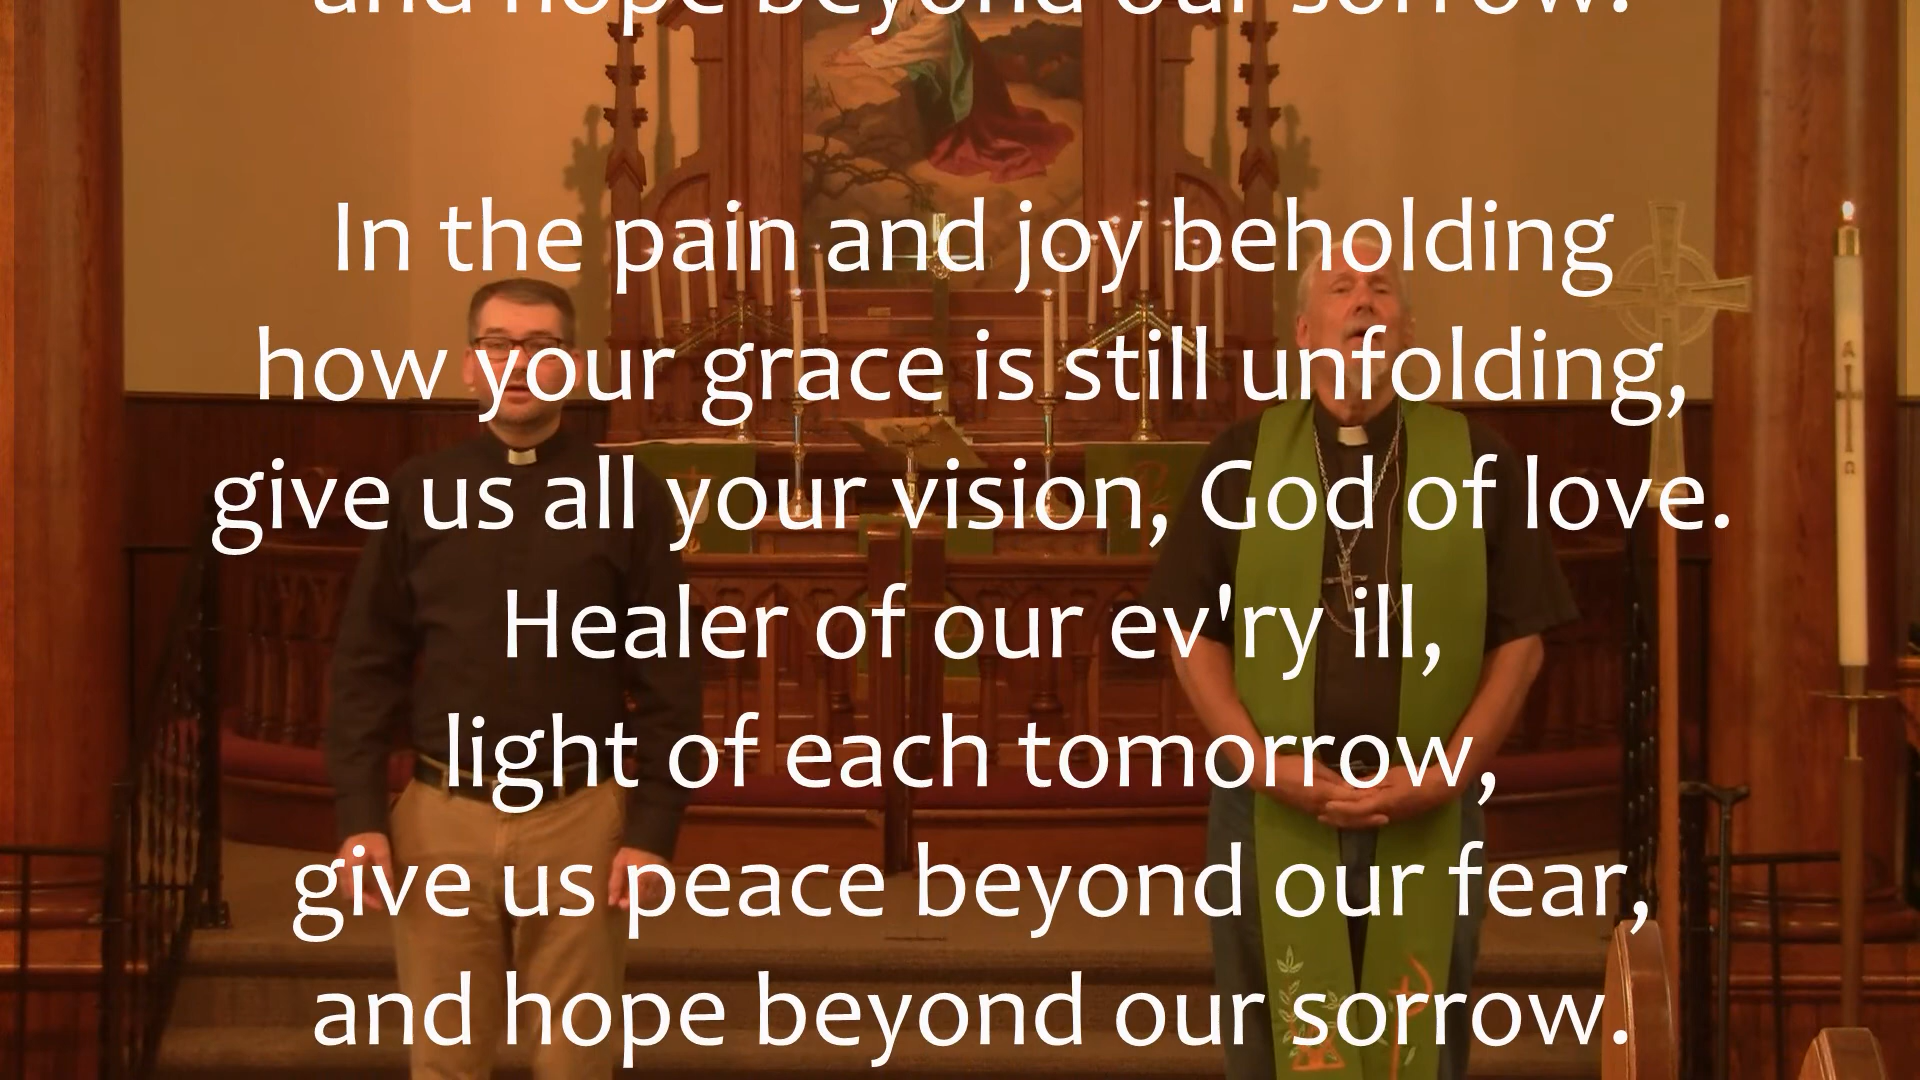 and hope beyond our sorrow.
In the pain and joy beholding
how your grace is still unfolding,
give us all your vision, God of love.
Healer of our ev'ry ill,
light of each tomorrow,
give us peace beyond our fear,
and hope beyond our sorrow.